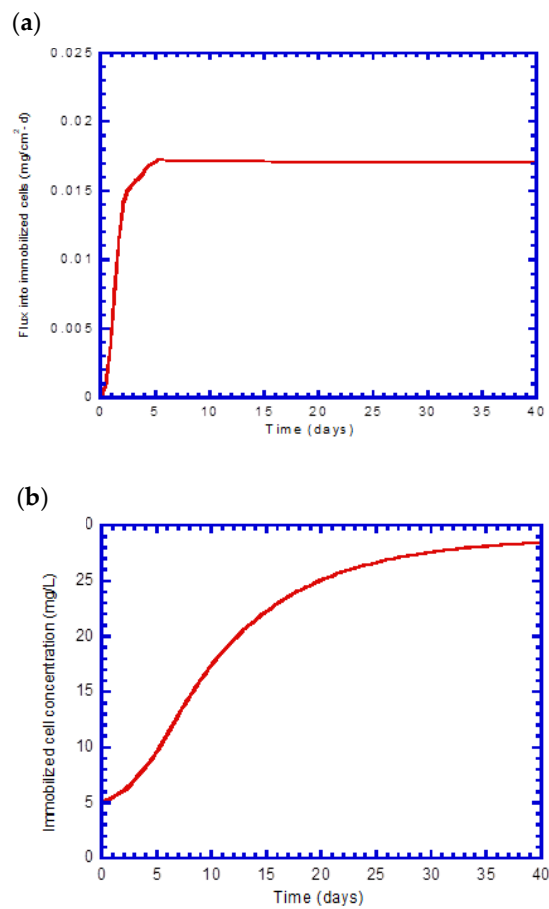 (a)
0.025
0.02
0.015
0.01
0.005
0
Flux into immobilized cells (mg/cm²- d)
0 5 10 15 20 25 30 35 40
Time (days)
(b)
0
25
20
15
10
5
0
Immobilized cell concentration (mg/L)
0 5 10 15 20 25 30 35 40
Time (days)